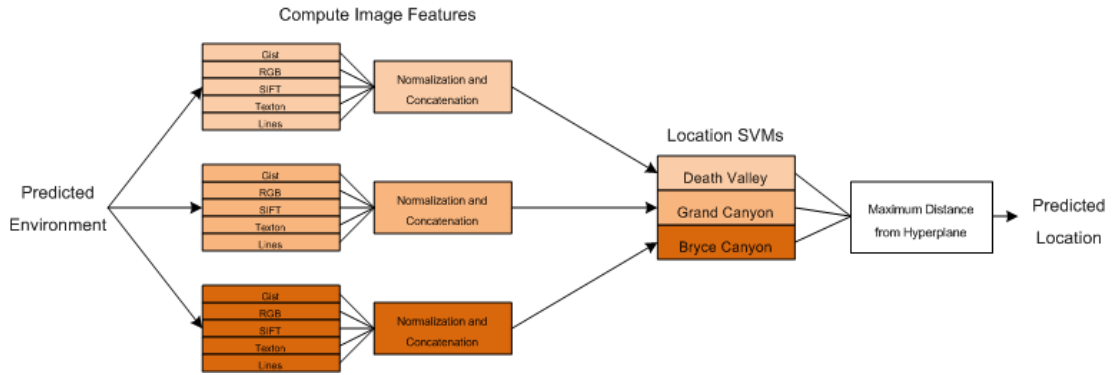 Compute Image Features
Gist
RGB
SIFT
Texton
Lines
Normalization and
Concatenation
Predicted
Environment
Gist
RGB
SIFT
Texton
Lines
Normalization and
Concatenation
Gist
RGB
SIFT
Texton
Lines
Normalization and
Concatenation
Location SVMs
Death Valley
Grand Canyon
Bryce Canyon
Maximum Distance
from Hyperplane
Predicted
Location